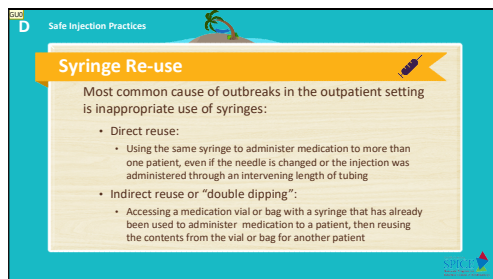 GU0
D
Safe Injection Practices
Syringe Re-use
Most common cause of outbreaks in the outpatient setting
is inappropriate use of syringes:
• Direct reuse:
• Using the same syringe to administer medication to more than
one patient, even if the needle is changed or the injection was
administered through an intervening length of tubing
• Indirect reuse or “double dipping”:
• Accessing a medication vial or bag with a syringe that has already
been used to administer medication to a patient, then reusing
the contents from the vial or bag for another patient
SPICE